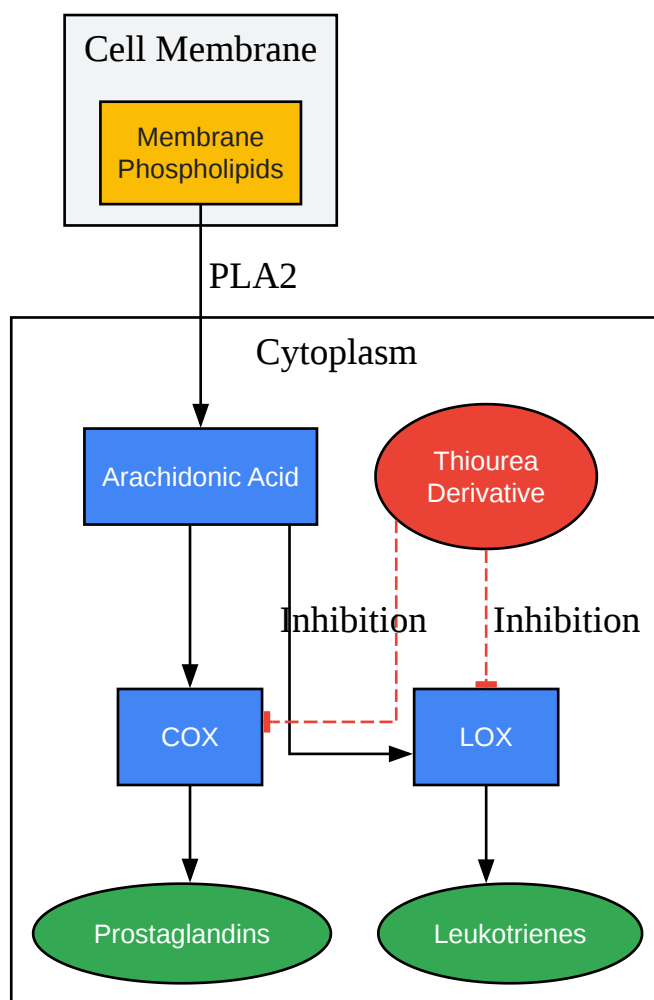 Cell Membrane
Membrane
Phospholipids
PLA2
Cytoplasm
Arachidonic Acid
Thiourea
Derivative
Inhibition
Inhibition
COX
LOX
Prostaglandins
Leukotrienes